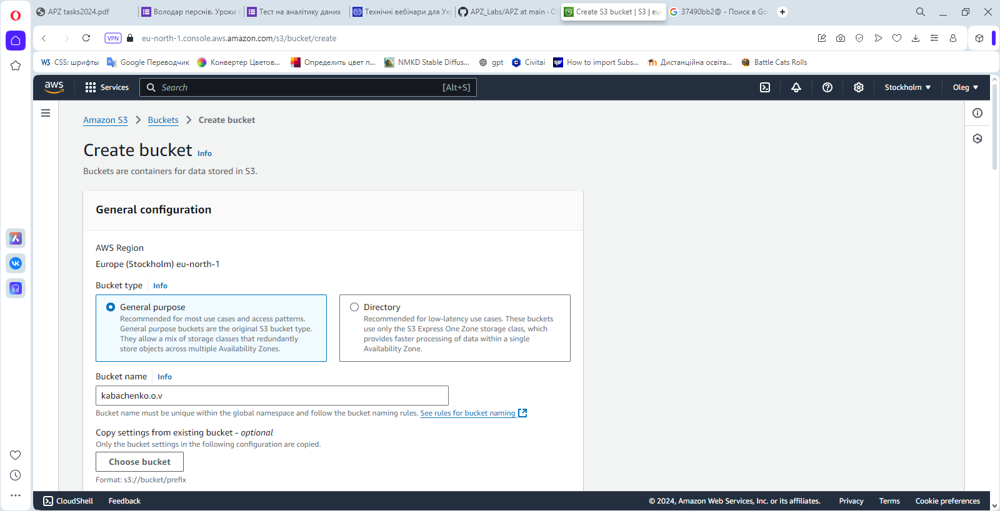 APZ tasks2024.pdf
Володар перснів. Уроки
Тест на аналітику даних
Технічні вебінари для Укр
APZ_Labs/APZ at main · O
Create S3 bucket | S3 | eu-
37490bb2@ - Поиск в Go
VPN
eu-north-1.console.aws.amazon.com/s3/bucket/create
W3 CSS: шрифты
Google Переводчик
Конвертер Цветов...
Определить цвет п...
NMKD Stable Diffus...
gpt
Civitai
How to import Subs...
Дистанційна освіта...
Battle Cats Rolls
aws
Services
Search
[Alt+S]
Stockholm
Oleg
Amazon S3
Buckets
Create bucket
Create bucket Info
Buckets are containers for data stored in S3.
General configuration
AWS Region
Europe (Stockholm) eu-north-1
Bucket type
Info
General purpose
Recommended for most use cases and access patterns.
General purpose buckets are the original S3 bucket type.
They allow a mix of storage classes that redundantly
store objects across multiple Availability Zones.
Directory
Recommended for low-latency use cases. These buckets
use only the S3 Express One Zone storage class, which
provides faster processing of data within a single
Availability Zone.
Bucket name
Info
kabachenko.o.v
Bucket name must be unique within the global namespace and follow the bucket naming rules. See rules for bucket naming
Copy settings from existing bucket - optional
Only the bucket settings in the following configuration are copied.
Choose bucket
Format: s3://bucket/prefix
CloudShell
Feedback
© 2024, Amazon Web Services, Inc. or its affiliates.
Privacy
Terms
Cookie preferences